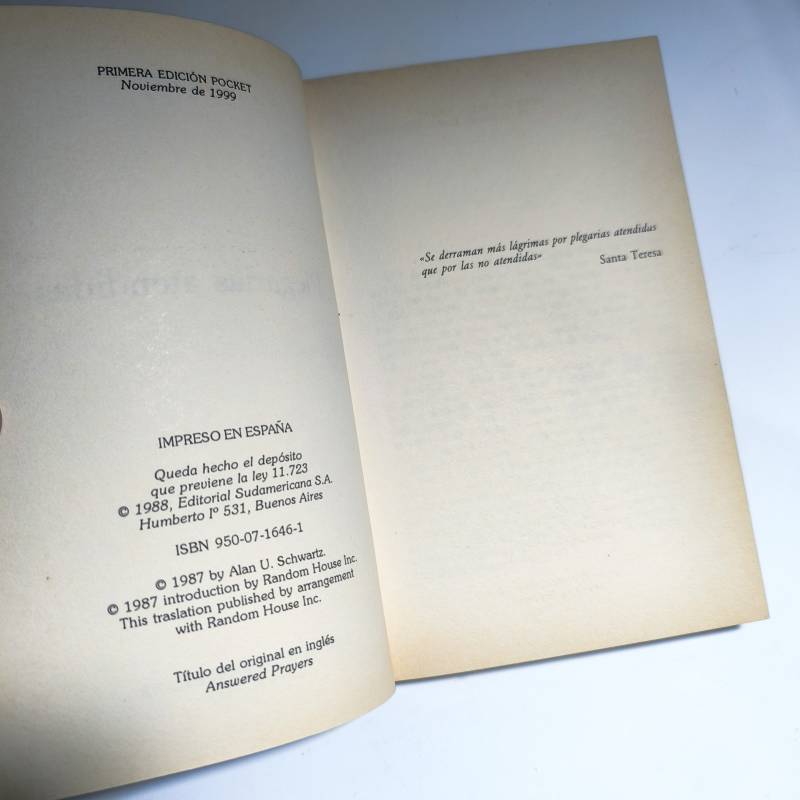 PRIMERA EDICIÓN POCKET
Noviembre de 1999
IMPRESO EN ESPAÑA
Queda hecho el depósito
que previene la ley 11.723
© 1988, Editorial Sudamericana S.A.
Humberto Iº 531, Buenos Aires
ISBN 950-07-1646-1
© 1987 by Alan U. Schwartz.
© 1987 introduction by Random House Inc.
This traslation published by arrangement
with Random House Inc.
Título del original en inglés
Answered Prayers
«Se derraman más lágrimas por plegarias atendidas
que por las no atendidas»
Santa Teresa